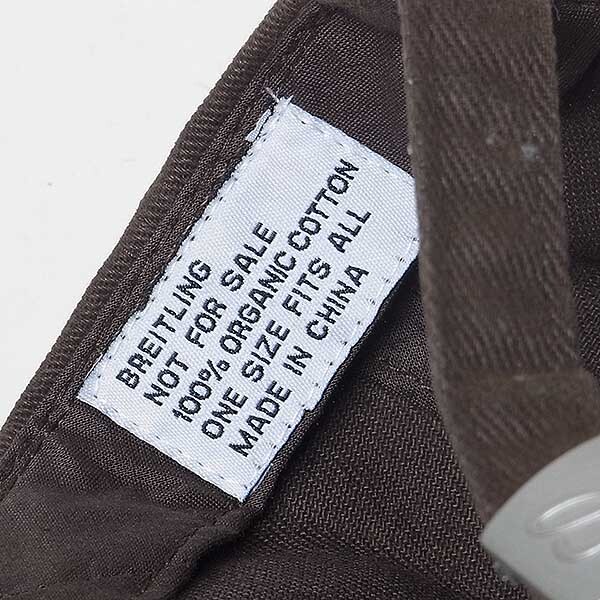 BREITLING
NOT FOR SALE
100% ORGANIC COTTON
ONE SIZE FITS ALL
MADE IN CHINA